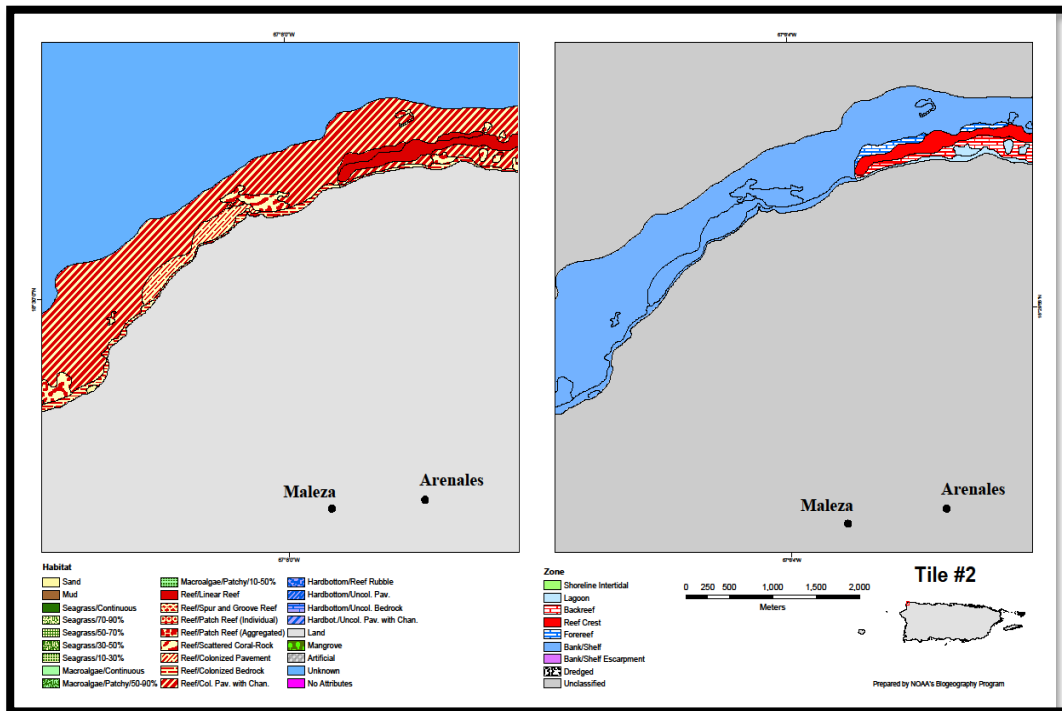 Maleza
Arenales
Maleza
Arenales
Habitat
Sand
Mud
Seagrass/Continuous
Seagrass/70-90%
Seagrass/50-70%
Seagrass/30-50%
Seagrass/10-30%
Macroalgae/Continuous
Macroalgae/Patchy/50-90%
Macroalgae/Patchy/10-50%
Reef/Linear Reef
Reef/Spur and Groove Reef
Reef/Patch Reef (Individual)
Reef/Patch Reef (Aggregated)
Reef/Scattered Coral-Rock
Reef/Colonized Pavement
Reef/Colonized Bedrock
Reef/Col. Pav. with Chan.
Hardbottom/Reef Rubble
Hardbottom/Uncol. Pav.
Hardbottom/Uncol. Bedrock
Hardbot./Uncol. Pav. with Chan.
Land
Mangrove
Artificial
Unknown
No Attributes
Zone
Shoreline Intertidal
Lagoon
Backreef
Reef Crest
Forereef
Bank/Shelf
Bank/Shelf Escarpment
Dredged
Unclassified
0 250 500 1,000 1,500 2,000
Meters
Tile #2
Prepared by NOAA's Biogeography Program